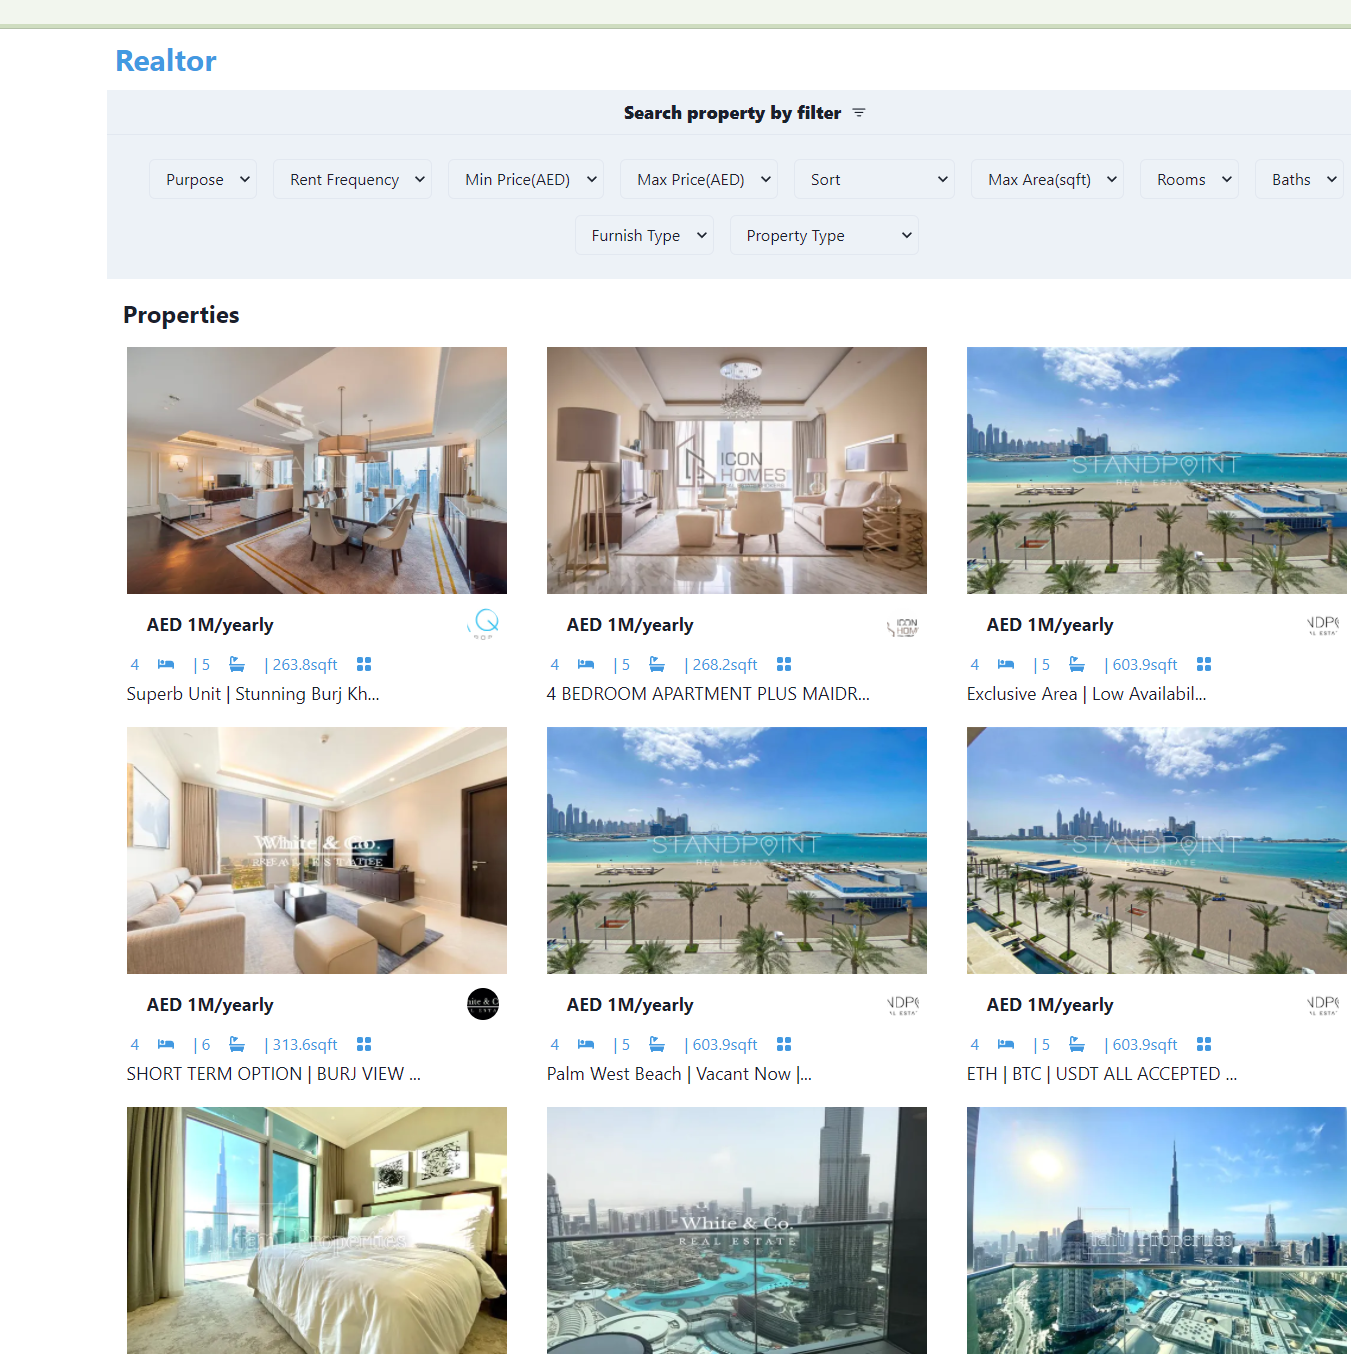 Realtor
Search property by filter
Purpose Rent Frequency Min Price(AED) Max Price(AED) Sort Max Area(sqft) Rooms Baths
Furnish Type Property Type
Properties
ICON
HOMES
STANDPOINT
REAL ESTATE
AED 1M/yearly
4 | 5 | 263.8sqft
Superb Unit | Stunning Burj Kh...
AED 1M/yearly
ICON
HOM
4 | 5 | 268.2sqft
4 BEDROOM APARTMENT PLUS MAIDR...
AED 1M/yearly
4 | 5 | 603.9sqft
Exclusive Area | Low Availabil...
White & Co.
REAL ESTATE
STANDPOINT
REAL ESTATE
STANDPOINT
REAL ESTATE
AED 1M/yearly
4 | 6 | 313.6sqft
SHORT TERM OPTION | BURJ VIEW ...
AED 1M/yearly
4 | 5 | 603.9sqft
Palm West Beach | Vacant Now |...
AED 1M/yearly
4 | 5 | 603.9sqft
ETH | BTC | USDT ALL ACCEPTED ...
Properties
White & Co.
REAL ESTATE
Properties